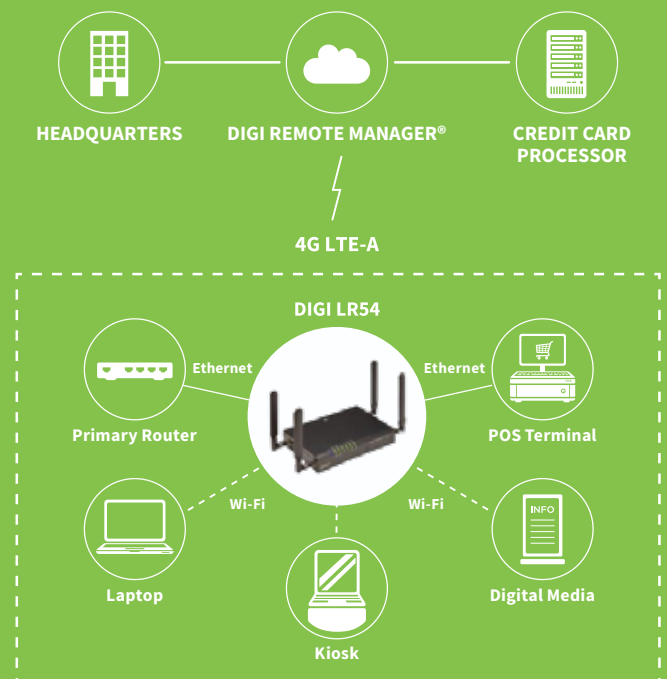 HEADQUARTERS
DIGI REMOTE MANAGER®
CREDIT CARD
PROCESSOR
4G LTE-A
DIGI LR54
Ethernet
Ethernet
Primary Router
POS Terminal
Wi-Fi
Wi-Fi
INFO
Laptop
Digital Media
Kiosk